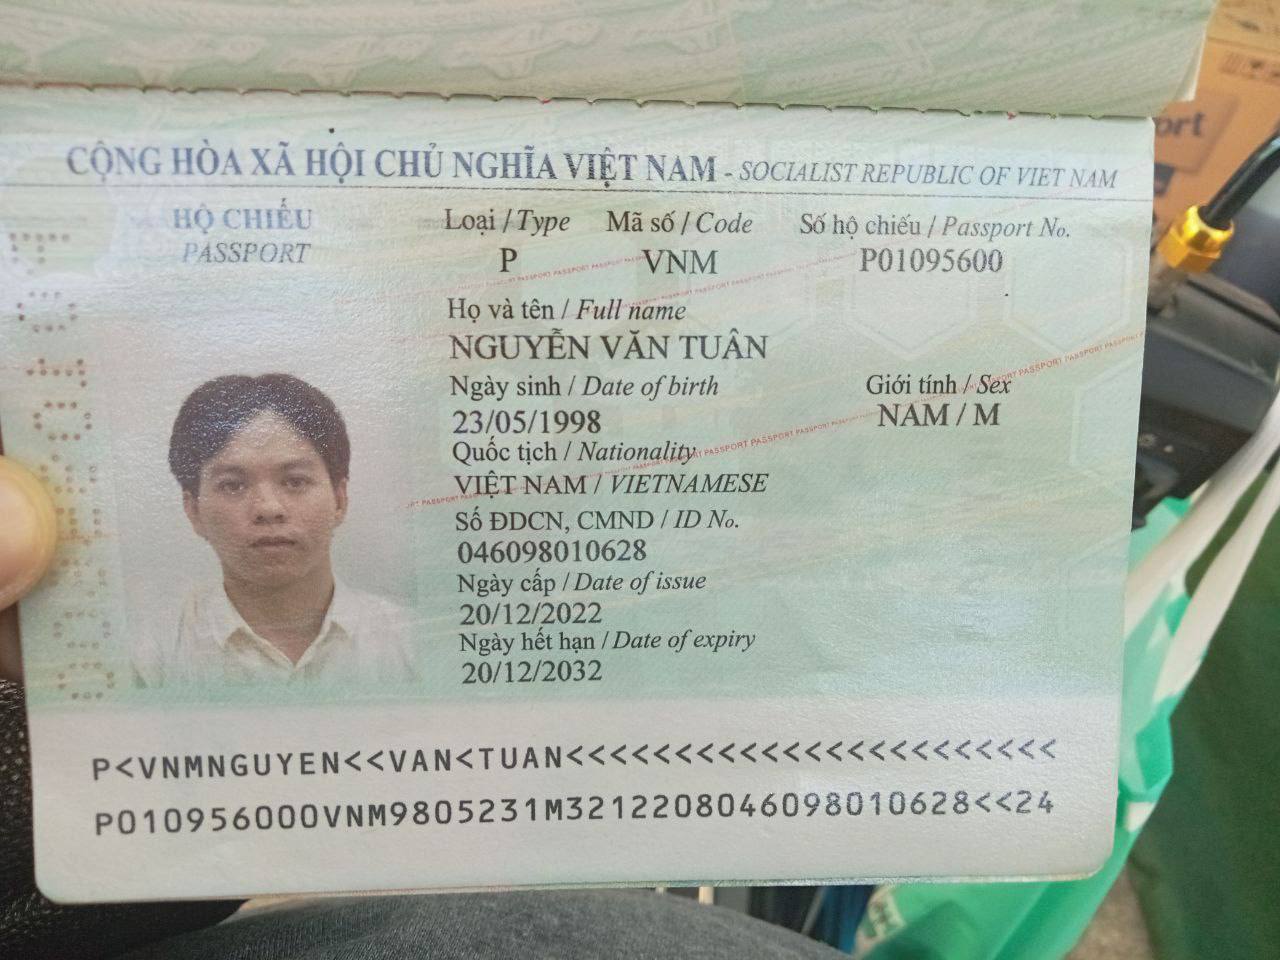 CỘNG HÒA XÃ HỘI CHỦ NGHĨA VIỆT NAM - SOCIALIST REPUBLIC OF VIET NAM
HỘ CHIẾU
PASSPORT
Loại / Type Mã số / Code Số hộ chiếu / Passport No.
P VNM P01095600
Họ và tên / Full name
NGUYỄN VĂN TUÂN
Ngày sinh / Date of birth Giới tính / Sex
23/05/1998 NAM / M
Quốc tịch / Nationality
VIỆT NAM / VIETNAMESE
Số ĐDCN, CMND / ID No.
046098010628
Ngày cấp / Date of issue
20/12/2022
Ngày hết hạn / Date of expiry
20/12/2032
P<VNMNGUYEN<<VAN<TUAN<<<<<<<<<<<<<<<<<<<<<<<
P010956000VNM9805231M3212208046098010628<<24